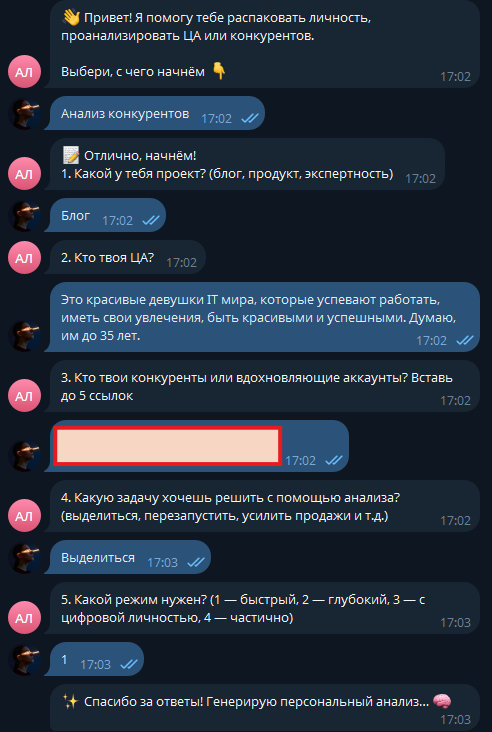 👋 Привет! Я помогу тебе распаковать личность,
проанализировать ЦА или конкурентов.
Выбери, с чего начнём 👇
АЛ
17:02
Анализ конкурентов 17:02
📝 Отлично, начнём!
1. Какой у тебя проект? (блог, продукт, экспертность) 17:02
АЛ
Блог 17:02
АЛ
2. Кто твоя ЦА? 17:02
Это красивые девушки IT мира, которые успевают работать,
иметь свои увлечения, быть красивыми и успешными. Думаю,
им до 35 лет. 17:02
3. Кто твои конкуренты или вдохновляющие аккаунты? Вставь
до 5 ссылок 17:02
АЛ
17:02
4. Какую задачу хочешь решить с помощью анализа?
(выделиться, перезапустить, усилить продажи и т.д.) 17:02
АЛ
Выделиться 17:03
5. Какой режим нужен? (1 — быстрый, 2 — глубокий, 3 — с
цифровой личностью, 4 — частично) 17:03
АЛ
1 17:03
✨ Спасибо за ответы! Генерирую персональный анализ... 🧠
17:03